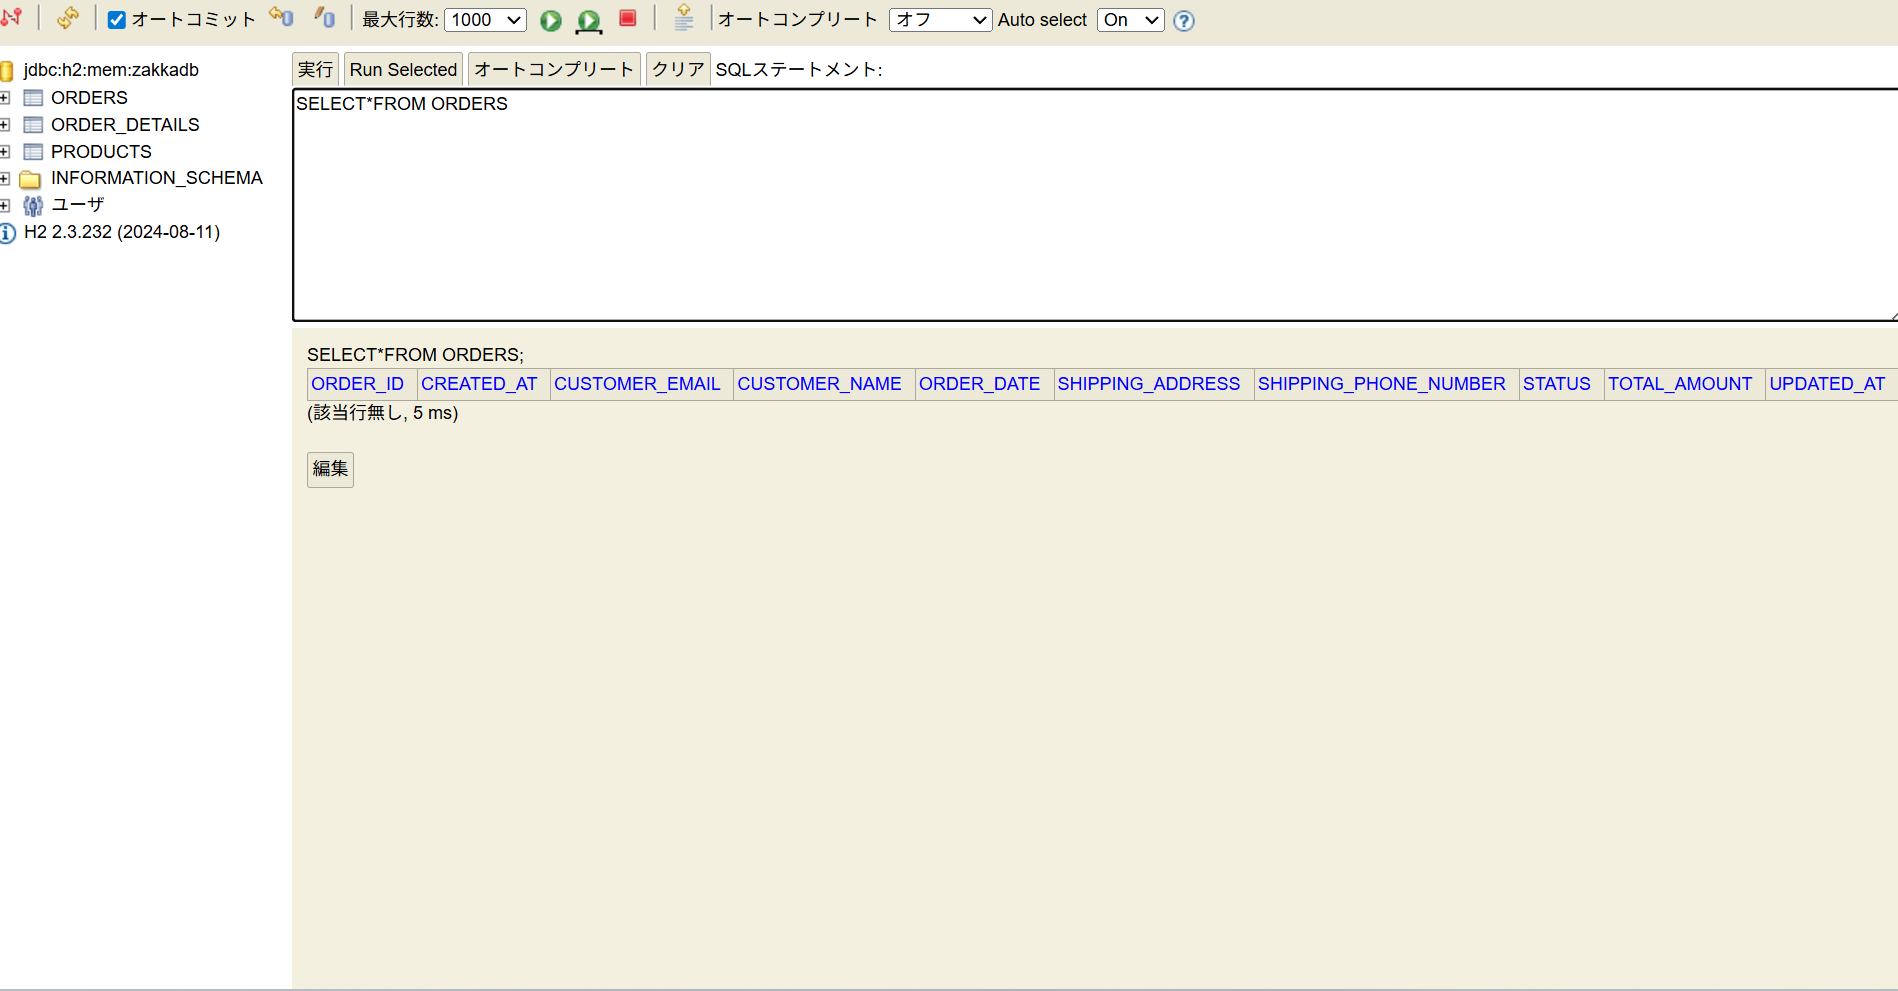 オートコミット 最大行数: 1000 オートコンプリート オフ Auto select On
jdbc:h2:mem:zakkadb
ORDERS
ORDER_DETAILS
PRODUCTS
INFORMATION_SCHEMA
ユーザ
H2 2.3.232 (2024-08-11)
実行 Run Selected オートコンプリート クリア SQLステートメント:
SELECT*FROM ORDERS
SELECT*FROM ORDERS;
ORDER_ID CREATED_AT CUSTOMER_EMAIL CUSTOMER_NAME ORDER_DATE SHIPPING_ADDRESS SHIPPING_PHONE_NUMBER STATUS TOTAL_AMOUNT UPDATED_AT
(該当行無し, 5 ms)
編集